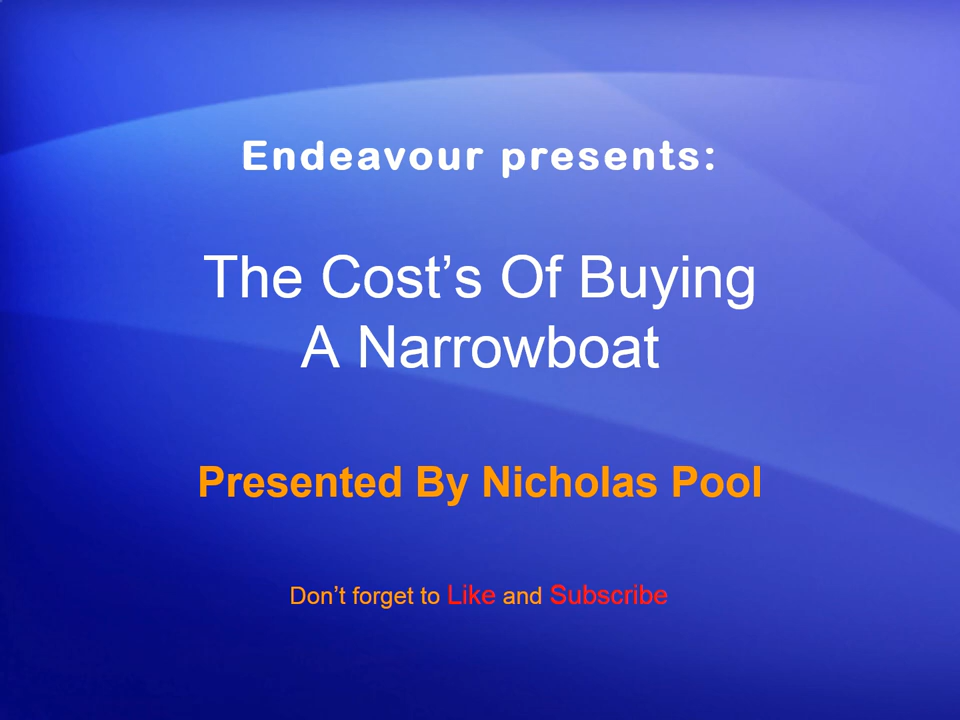 Endeavour presents:
The Cost’s Of Buying
A Narrowboat
Presented By Nicholas Pool
Don’t forget to Like and Subscribe